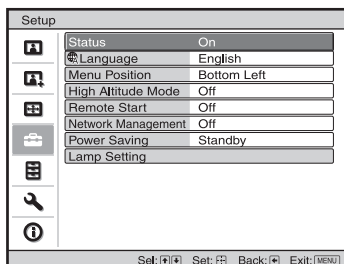 Setup
Status On
Language English
Menu Position Bottom Left
High Altitude Mode Off
Remote Start Off
Network Management Off
Power Saving Standby
Lamp Setting
Sel: Set: Back: Exit: MENU